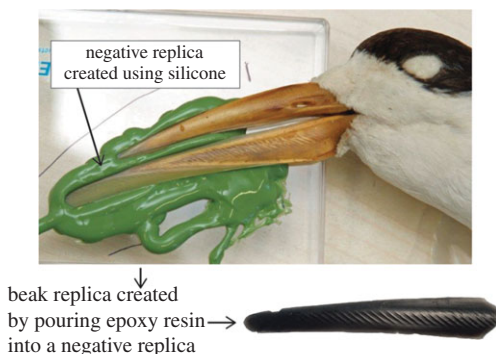 negative replica
created using silicone
beak replica created
by pouring epoxy resin
into a negative replica